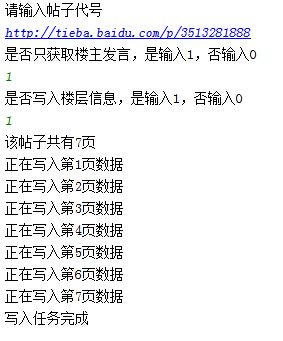 请输入帖子代号
http://tieba.baidu.com/p/3513281888
是否只获取楼主发言，是输入1，否输入0
1
是否写入楼层信息，是输入1，否输入0
1
该帖子共有7页
正在写入第1页数据
正在写入第2页数据
正在写入第3页数据
正在写入第4页数据
正在写入第5页数据
正在写入第6页数据
正在写入第7页数据
写入任务完成